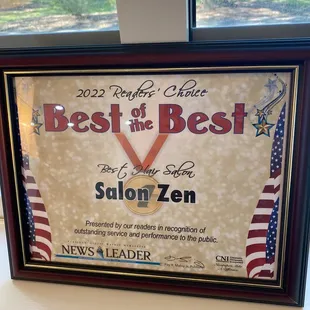 2022 Readers' Choice
Best of the Best
Best Hair Salon
Salon Zen
Presented by our readers in recognition of
outstanding service and performance to the public.
NEWS LEADER
CNJ